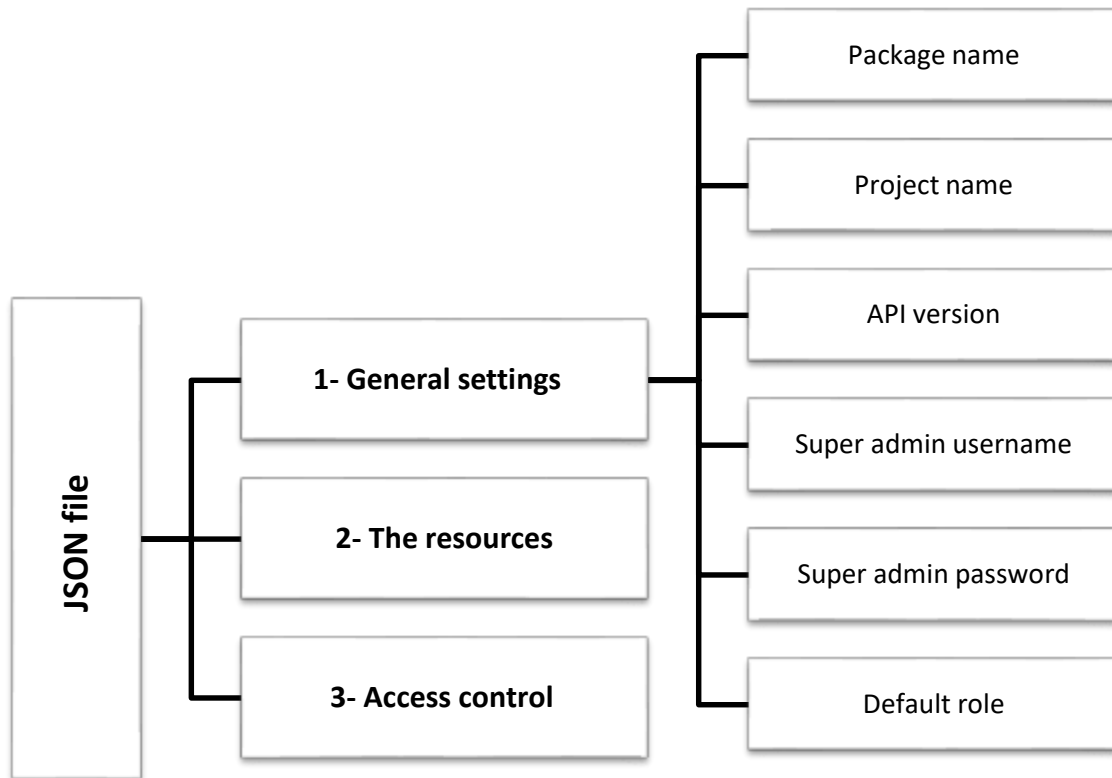 JSON file
1- General settings
2- The resources
3- Access control
Package name
Project name
API version
Super admin username
Super admin password
Default role